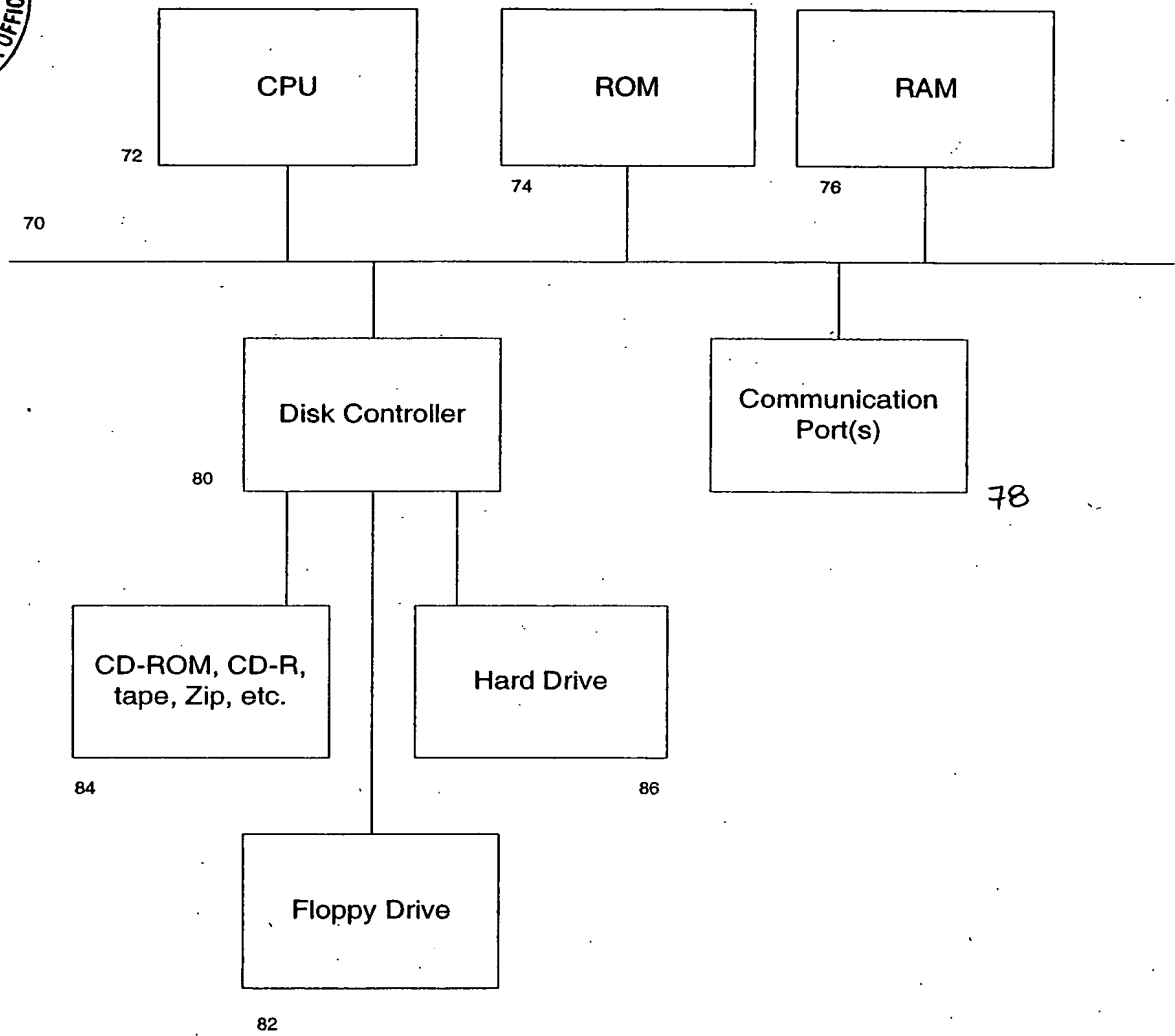 OFFIC
CPU
ROM
RAM
72
74
76
70
Disk Controller
Communication
Port(s)
80
78
CD-ROM, CD-R,
tape, Zip, etc.
Hard Drive
84
86
Floppy Drive
82